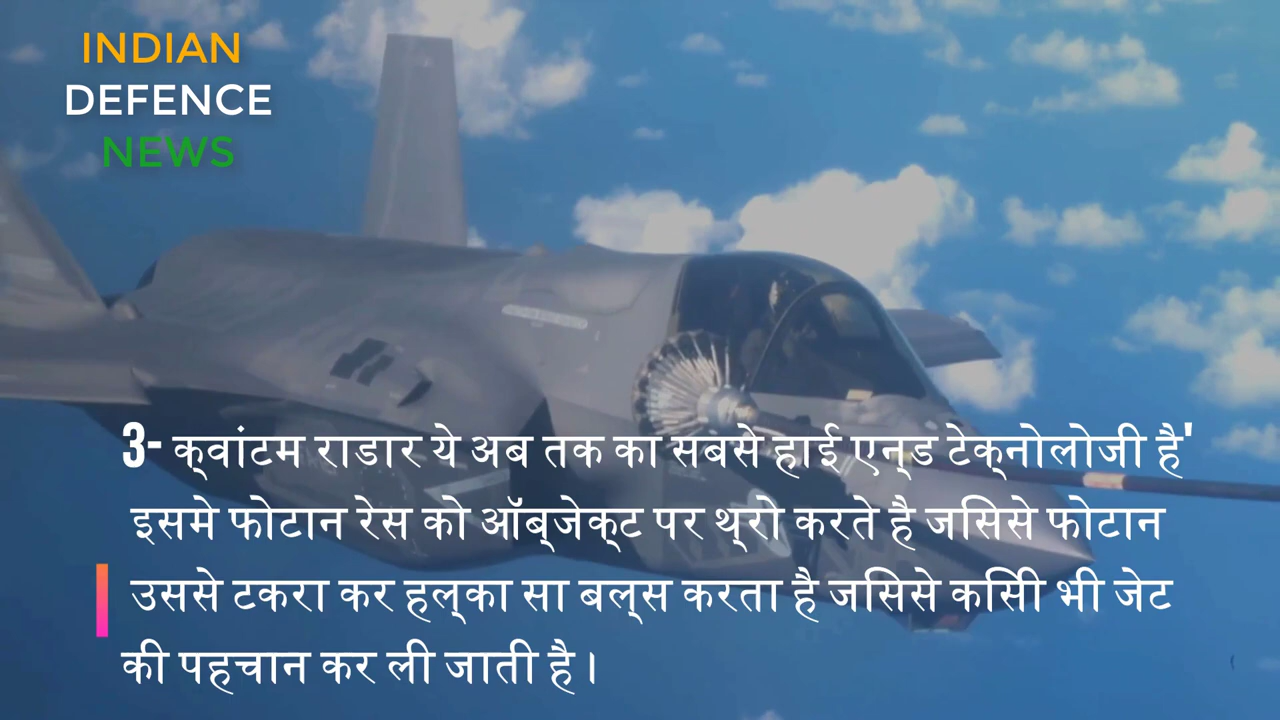 INDIAN
DEFENCE
NEWS
3- क्वांटम राडार ये अब तक का सबसे हाई एन्ड टेक्नोलोजी है'
इसमे फोटान रेस को ऑब्जेक्ट पर थ्रो करते है जसिसे फोटान
उससे टकरा कर हल्का सा बल्स करता है जसिसे कसिी भी जेट
की पहचान कर ली जाती है।